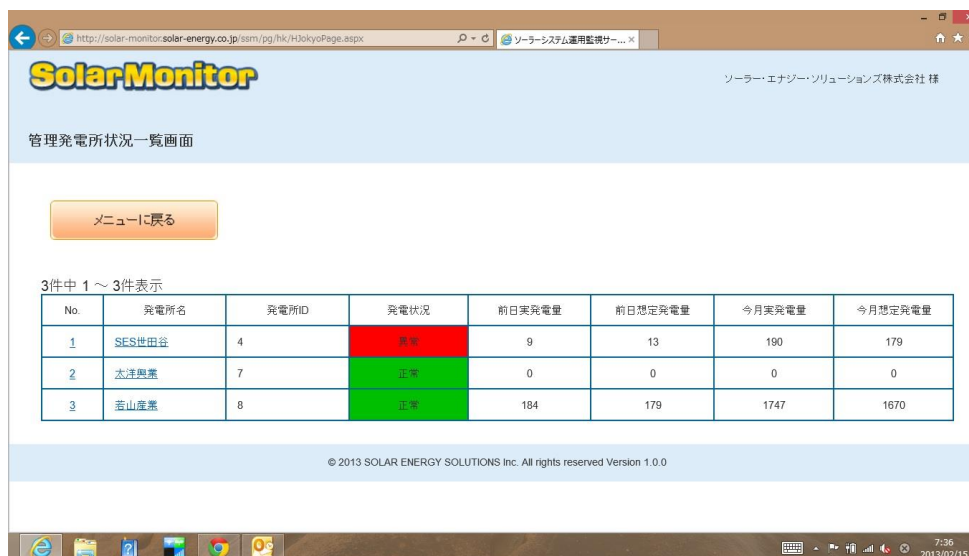 http://solar-monitor.solar-energy.co.jp/ssm/pg/hk/HJokyoPage.aspx
ソーラーシステム運用監視サー... ×
SolarMonitor
ソーラー・エナジー・ソリューションズ株式会社 様
管理発電所状況一覧画面
メニューに戻る
3件中 1 ～ 3件表示
No. 発電所名 発電所ID 発電状況 前日実発電量 前日想定発電量 今月実発電量 今月想定発電量
1 SES世田谷 4 異常 9 13 190 179
2 太洋興業 7 正常 0 0 0 0
3 若山産業 8 正常 184 179 1747 1670
© 2013 SOLAR ENERGY SOLUTIONS Inc. All rights reserved Version 1.0.0
7:36
2013/02/15